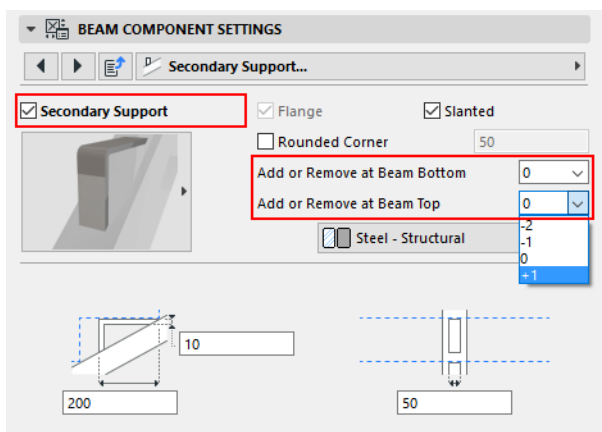 BEAM COMPONENT SETTINGS
Secondary Support...
Secondary Support
Flange
Slanted
Rounded Corner
50
Add or Remove at Beam Bottom
0
Add or Remove at Beam Top
0
-2
-1
0
+1
Steel - Structural
10
200
50